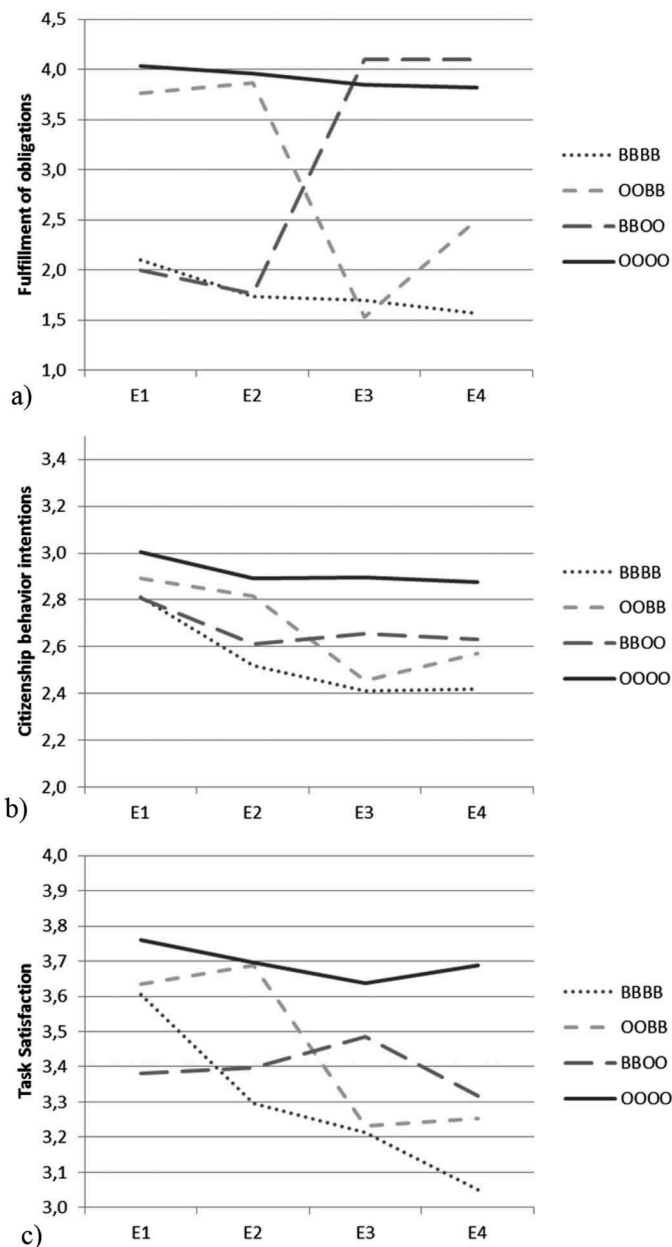 4,5
4,0
3,5
3,0
2,5
2,0
1,5
1,0
Fulfillment of obligations
E1 E2 E3 E4
BBBB
OOBB
BBOO
OOOO
a)
3,4
3,2
3,0
2,8
2,6
2,4
2,2
2,0
Citizenship behavior intentions
E1 E2 E3 E4
BBBB
OOBB
BBOO
OOOO
b)
4,0
3,9
3,8
3,7
3,6
3,5
3,4
3,3
3,2
3,1
3,0
Task Satisfaction
E1 E2 E3 E4
BBBB
OOBB
BBOO
OOOO
c)